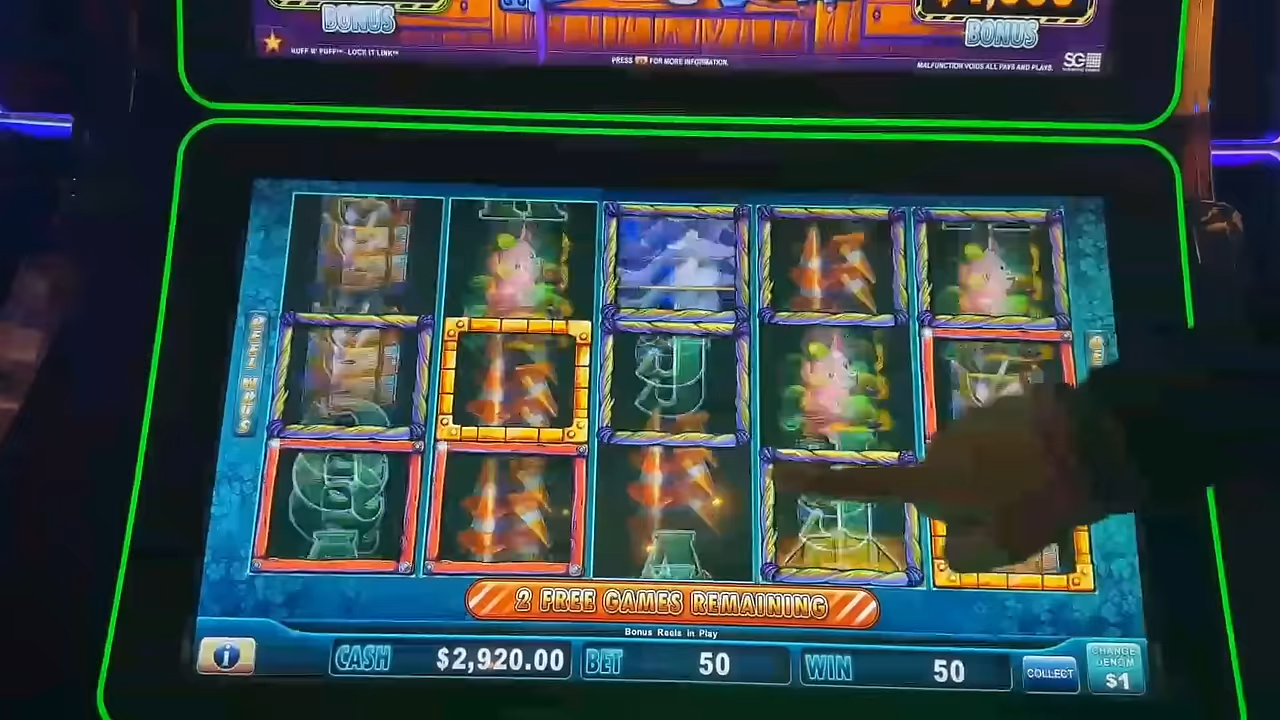 BONUS
BONUS
HUFF N' PUFF™ - LOCK IT LINK™
PRESS FOR MORE INFORMATION.
MALFUNCTION VOIDS ALL PAYS AND PLAYS.
SG
2 FREE GAMES REMAINING
Bonus Reels in Play
i
CASH $2,920.00 BET 50 WIN 50 COLLECT
CHANGE DENOM
$1